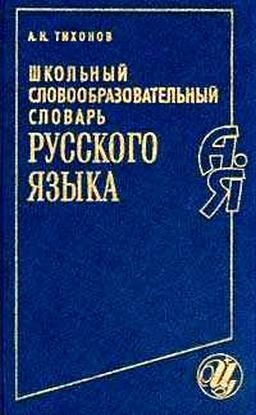 А.Н. ТИХОНОВ
ШКОЛЬНЫЙ
СЛОВООБРАЗОВАТЕЛЬНЫЙ
СЛОВАРЬ
РУССКОГО
ЯЗЫКА
А.
Я